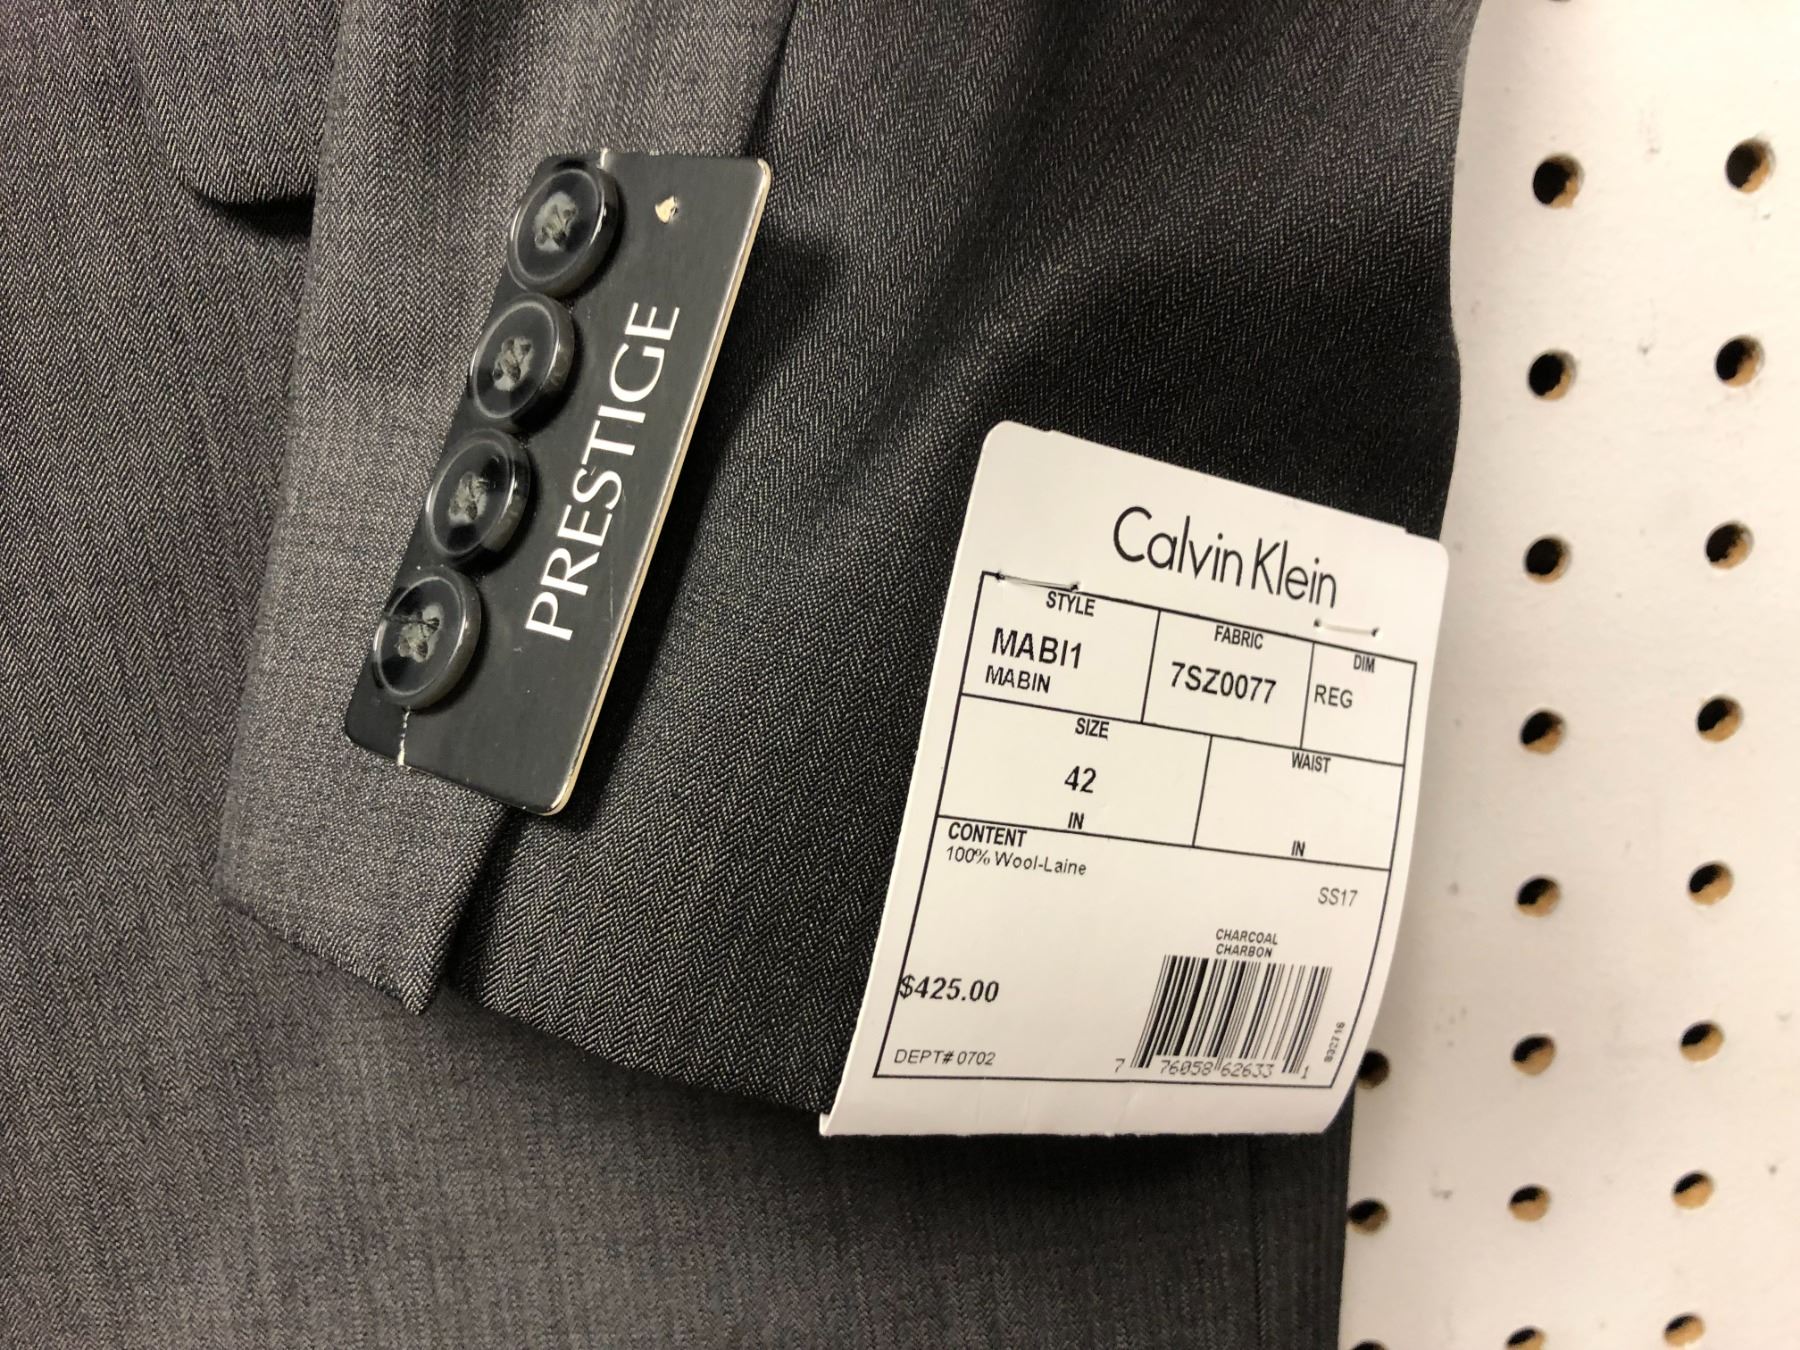 PRESTIGE
Calvin Klein
STYLE
MABI1
MABIN
FABRIC
7SZ0077
DIM
REG
SIZE
42
IN
WAIST
IN
CONTENT
100% Wool-Laine
SS17
CHARCOAL
CHARBON
$425.00
DEPT# 0702
7 76058 62633 1